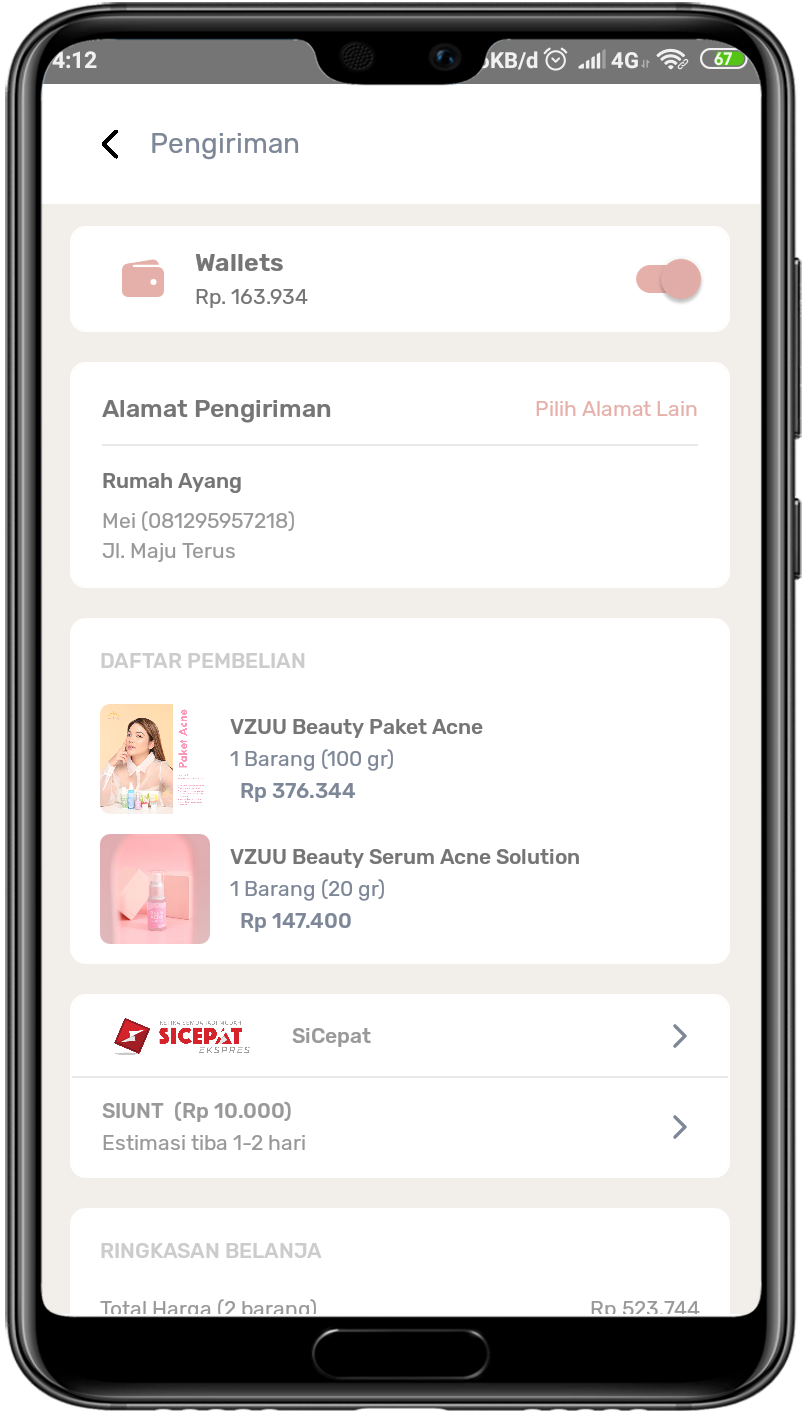 4:12
KB/d
4G
67
Pengiriman
Wallets
Rp. 163.934
Alamat Pengiriman
Pilih Alamat Lain
Rumah Ayang
Mei (081295957218)
Jl. Maju Terus
DAFTAR PEMBELIAN
Paket Acne
VZUU Beauty Paket Acne
1 Barang (100 gr)
Rp 376.344
VZUU Beauty Serum Acne Solution
1 Barang (20 gr)
Rp 147.400
SICEPAT
EKSPRES
SiCepat
SIUNT (Rp 10.000)
Estimasi tiba 1-2 hari
RINGKASAN BELANJA
Total Harga (2 barang)
Rp 523.744